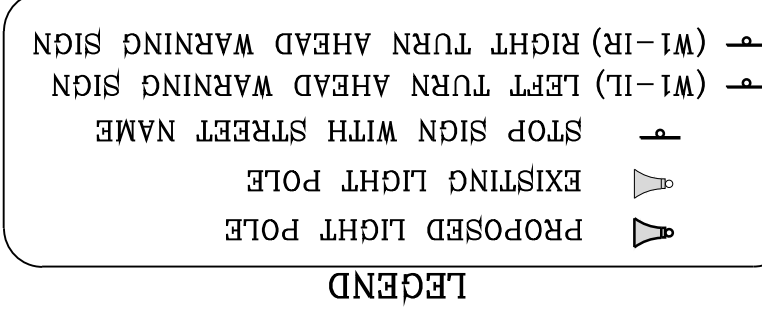 LEGEND
PROPOSED LIGHT POLE
EXISTING LIGHT POLE
STOP SIGN WITH STREET NAME
(W1-1L) LEFT TURN AHEAD WARNING SIGN
(W1-1R) RIGHT TURN AHEAD WARNING SIGN